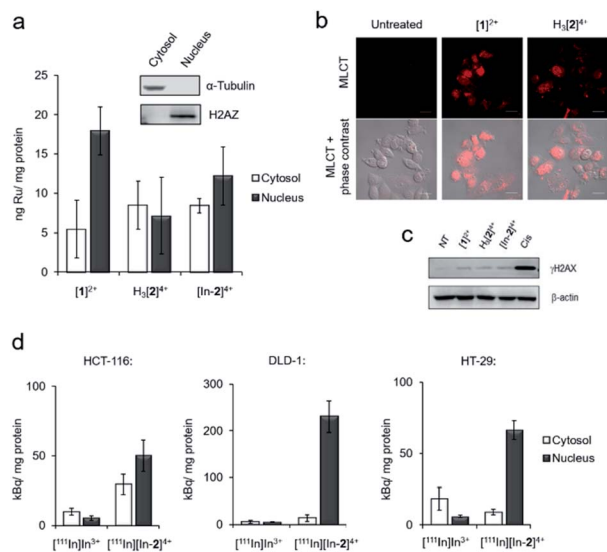 a
Cytosol
Nucleus
α-Tubulin
H2AZ
25
20
15
10
5
0
ng Ru/ mg protein
Cytosol
Nucleus
[1]²⁺
H₃[2]⁴⁺
[In-2]⁴⁺
b
Untreated
[1]²⁺
H₃[2]⁴⁺
MLCT
MLCT +
phase contrast
c
NT
[1]²⁺
H₃[2]⁴⁺
[In-2]⁴⁺
Cis
γH2AX
β-actin
d
HCT-116:
kBq/ mg protein
100
50
0
[¹¹¹In]In³⁺
[¹¹¹In][In-2]⁴⁺
DLD-1:
kBq/ mg protein
300
200
100
0
[¹¹¹In]In³⁺
[¹¹¹In][In-2]⁴⁺
HT-29:
kBq/ mg protein
100
50
0
[¹¹¹In]In³⁺
[¹¹¹In][In-2]⁴⁺
Cytosol
Nucleus